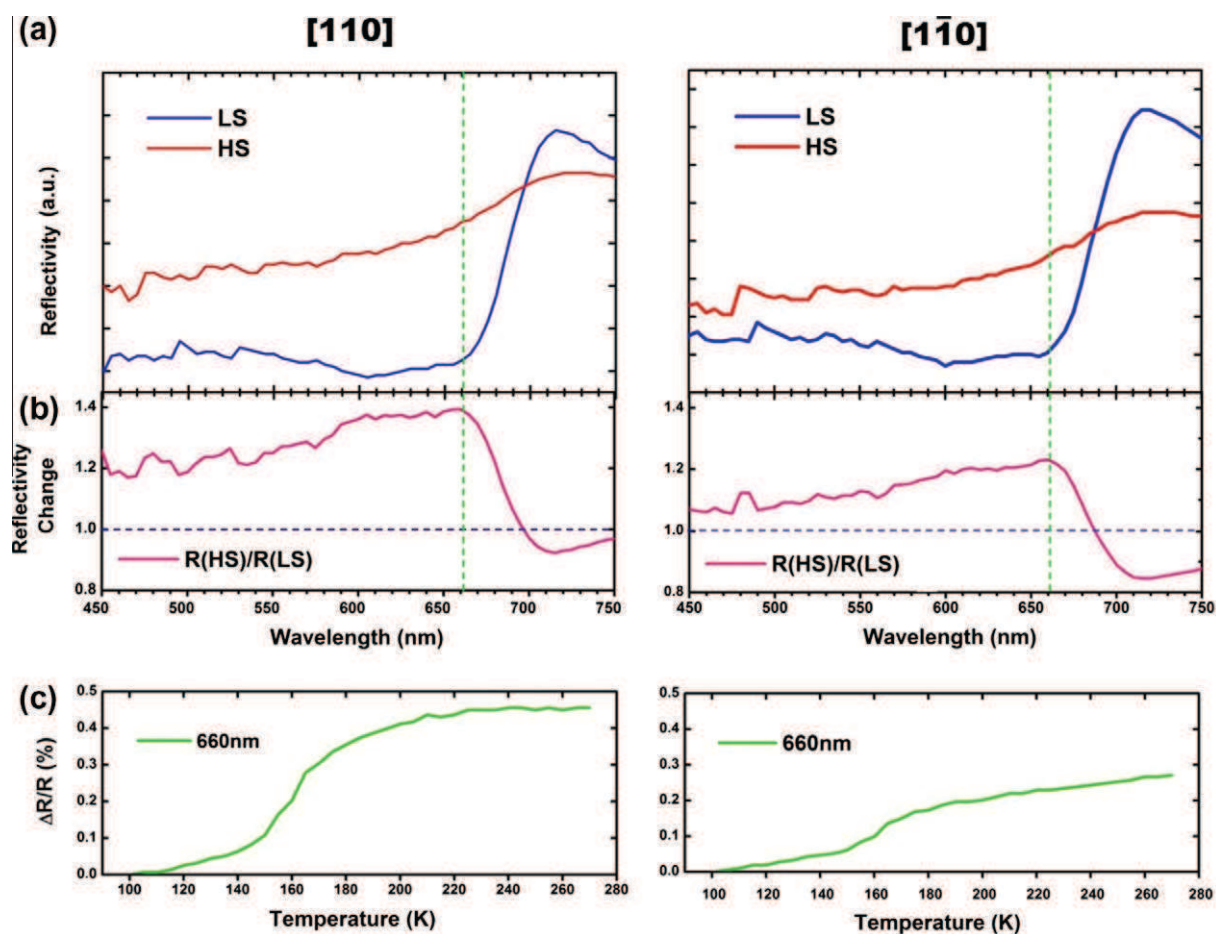 (a)
[110]
[11̄0]
LS
HS
LS
HS
Reflectivity (a.u.)
(b)
1.4
1.2
1.0
0.8
Reflectivity
Change
R(HS)/R(LS)
450 500 550 600 650 700 750
Wavelength (nm)
1.4
1.2
1.0
0.8
R(HS)/R(LS)
450 500 550 600 650 700 750
Wavelength (nm)
(c)
0.5
0.4
0.3
0.2
0.1
0.0
ΔR/R (%)
660nm
100 120 140 160 180 200 220 240 260 280
Temperature (K)
0.5
0.4
0.3
0.2
0.1
0.0
660nm
100 120 140 160 180 200 220 240 260 280
Temperature (K)